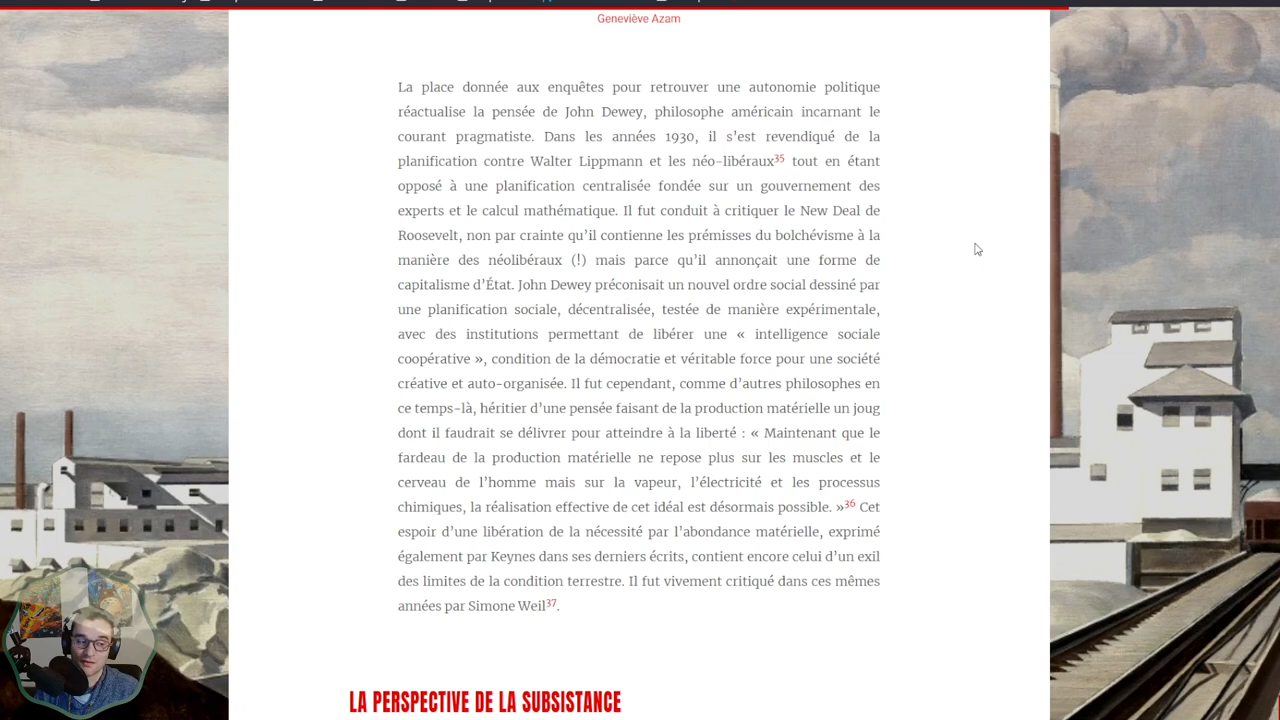 Geneviève Azam
La place donnée aux enquêtes pour retrouver une autonomie politique
réactualise la pensée de John Dewey, philosophe américain incarnant le
courant pragmatiste. Dans les années 1930, il s’est revendiqué de la
planification contre Walter Lippmann et les néo-libéraux35 tout en étant
opposé à une planification centralisée fondée sur un gouvernement des
experts et le calcul mathématique. Il fut conduit à critiquer le New Deal de
Roosevelt, non par crainte qu’il contienne les prémisses du bolchévisme à la
manière des néolibéraux (!) mais parce qu’il annonçait une forme de
capitalisme d’État. John Dewey préconisait un nouvel ordre social dessiné par
une planification sociale, décentralisée, testée de manière expérimentale,
avec des institutions permettant de libérer une « intelligence sociale
coopérative », condition de la démocratie et véritable force pour une société
créative et auto-organisée. Il fut cependant, comme d’autres philosophes en
ce temps-là, héritier d’une pensée faisant de la production matérielle un joug
dont il faudrait se délivrer pour atteindre à la liberté : « Maintenant que le
fardeau de la production matérielle ne repose plus sur les muscles et le
cerveau de l’homme mais sur la vapeur, l’électricité et les processus
chimiques, la réalisation effective de cet idéal est désormais possible. »36 Cet
espoir d’une libération de la nécessité par l’abondance matérielle, exprimé
également par Keynes dans ses derniers écrits, contient encore celui d’un exil
des limites de la condition terrestre. Il fut vivement critiqué dans ces mêmes
années par Simone Weil37.
LA PERSPECTIVE DE LA SUBSISTANCE